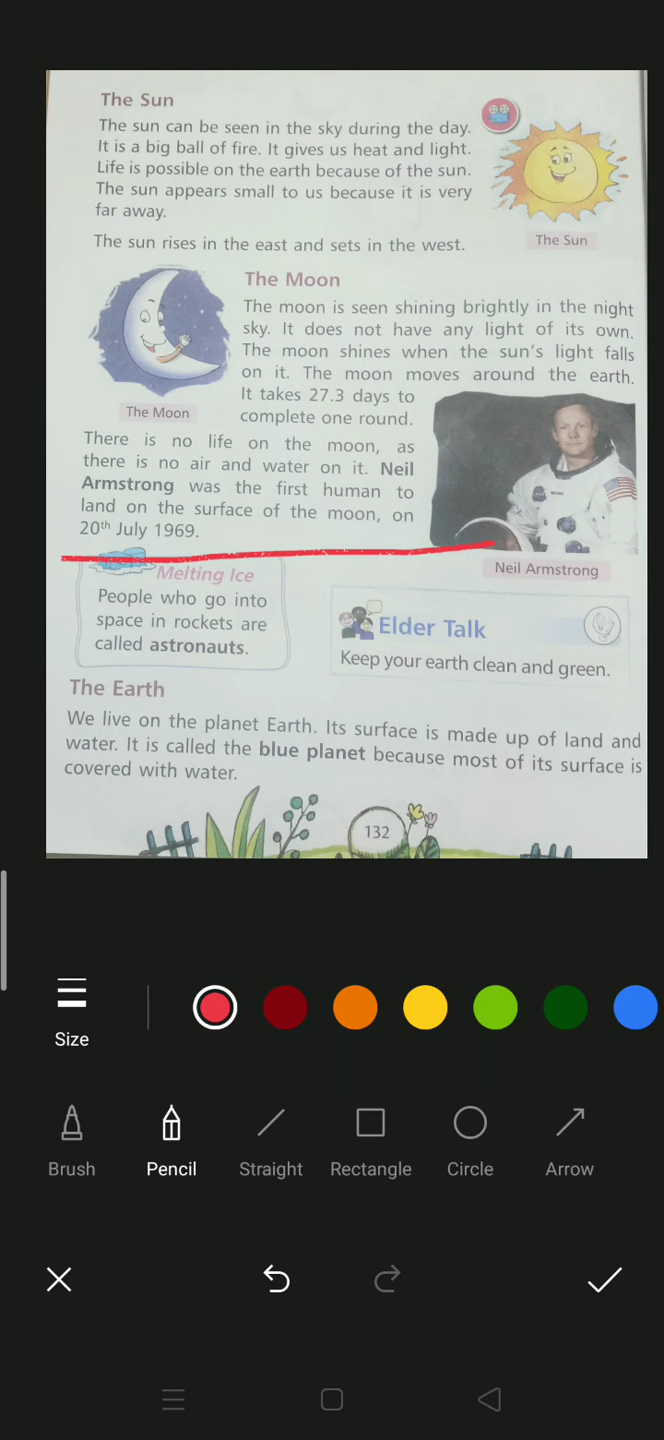 The Sun
The sun can be seen in the sky during the day.
It is a big ball of fire. It gives us heat and light.
Life is possible on the earth because of the sun.
The sun appears small to us because it is very
far away.
The sun rises in the east and sets in the west.
The Sun
The Moon
The moon is seen shining brightly in the night
sky. It does not have any light of its own.
The moon shines when the sun's light falls
on it. The moon moves around the earth.
It takes 27.3 days to
complete one round.
The Moon
There is no life on the moon, as
there is no air and water on it. Neil
Armstrong was the first human to
land on the surface of the moon, on
20th July 1969.
Neil Armstrong
Melting Ice
People who go into
space in rockets are
called astronauts.
Elder Talk
Keep your earth clean and green.
The Earth
We live on the planet Earth. Its surface is made up of land and
water. It is called the blue planet because most of its surface is
covered with water.
132
Size
Brush
Pencil
Straight
Rectangle
Circle
Arrow